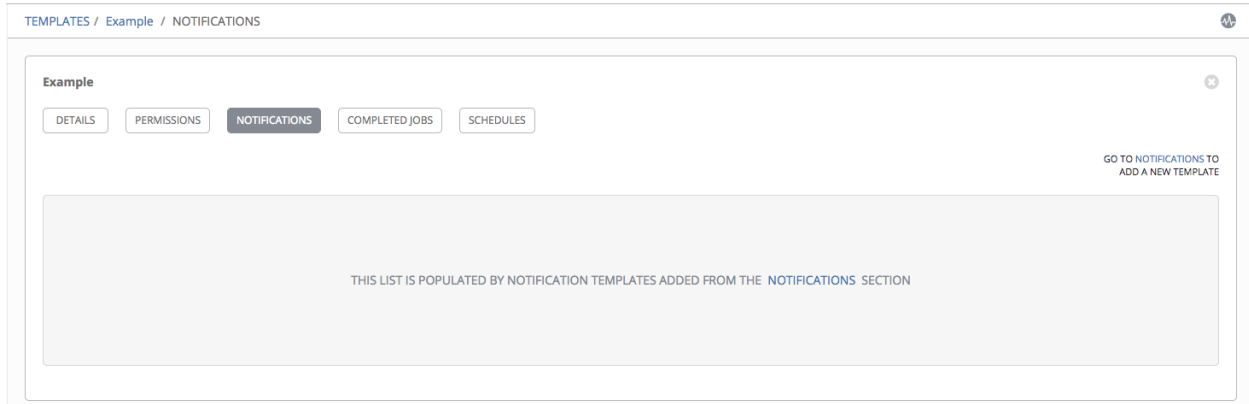 TEMPLATES / Example / NOTIFICATIONS
Example
DETAILS PERMISSIONS NOTIFICATIONS COMPLETED JOBS SCHEDULES
GO TO NOTIFICATIONS TO
ADD A NEW TEMPLATE
THIS LIST IS POPULATED BY NOTIFICATION TEMPLATES ADDED FROM THE NOTIFICATIONS SECTION